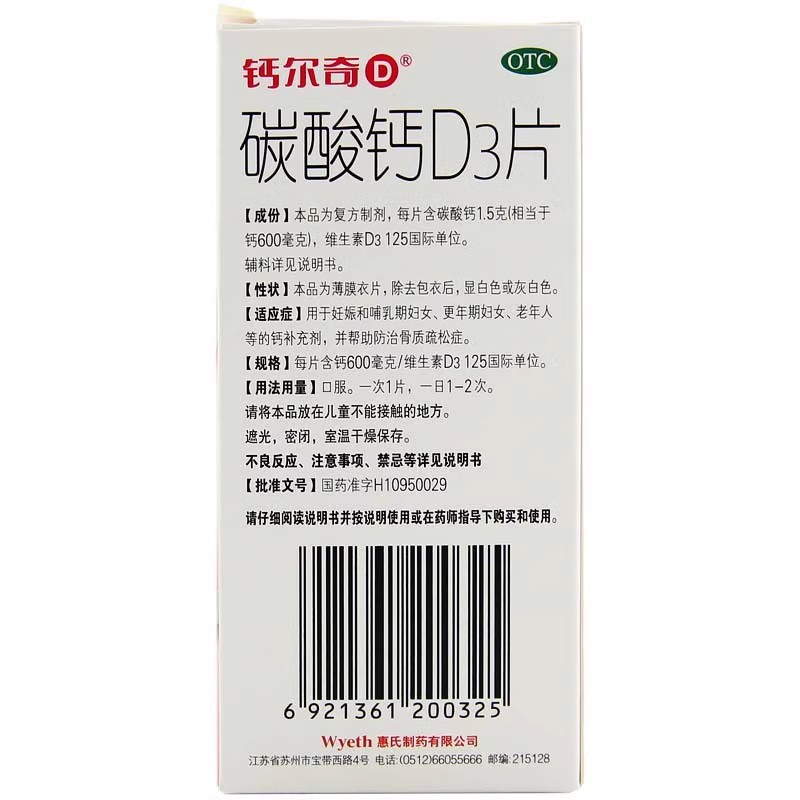 钙尔奇D®
OTC
碳酸钙D3片
【成份】本品为复方制剂，每片含碳酸钙1.5克(相当于
钙600毫克)，维生素D3 125国际单位。
辅料详见说明书。
【性状】本品为薄膜衣片，除去包衣后，显白色或灰白色。
【适应症】用于妊娠和哺乳期妇女、更年期妇女、老年人
等的钙补充剂，并帮助防治骨质疏松症。
【规格】每片含钙600毫克/维生素D3 125国际单位。
【用法用量】口服。一次1片，一日1-2次。
请将本品放在儿童不能接触的地方。
遮光，密闭，室温干燥保存。
不良反应、注意事项、禁忌等详见说明书
【批准文号】国药准字H10950029
请仔细阅读说明书并按说明使用或在药师指导下购买和使用。
6 921361 200325
Wyeth 惠氏制药有限公司
江苏省苏州市宝带西路4号 电话:(0512)66055666 邮编:215128